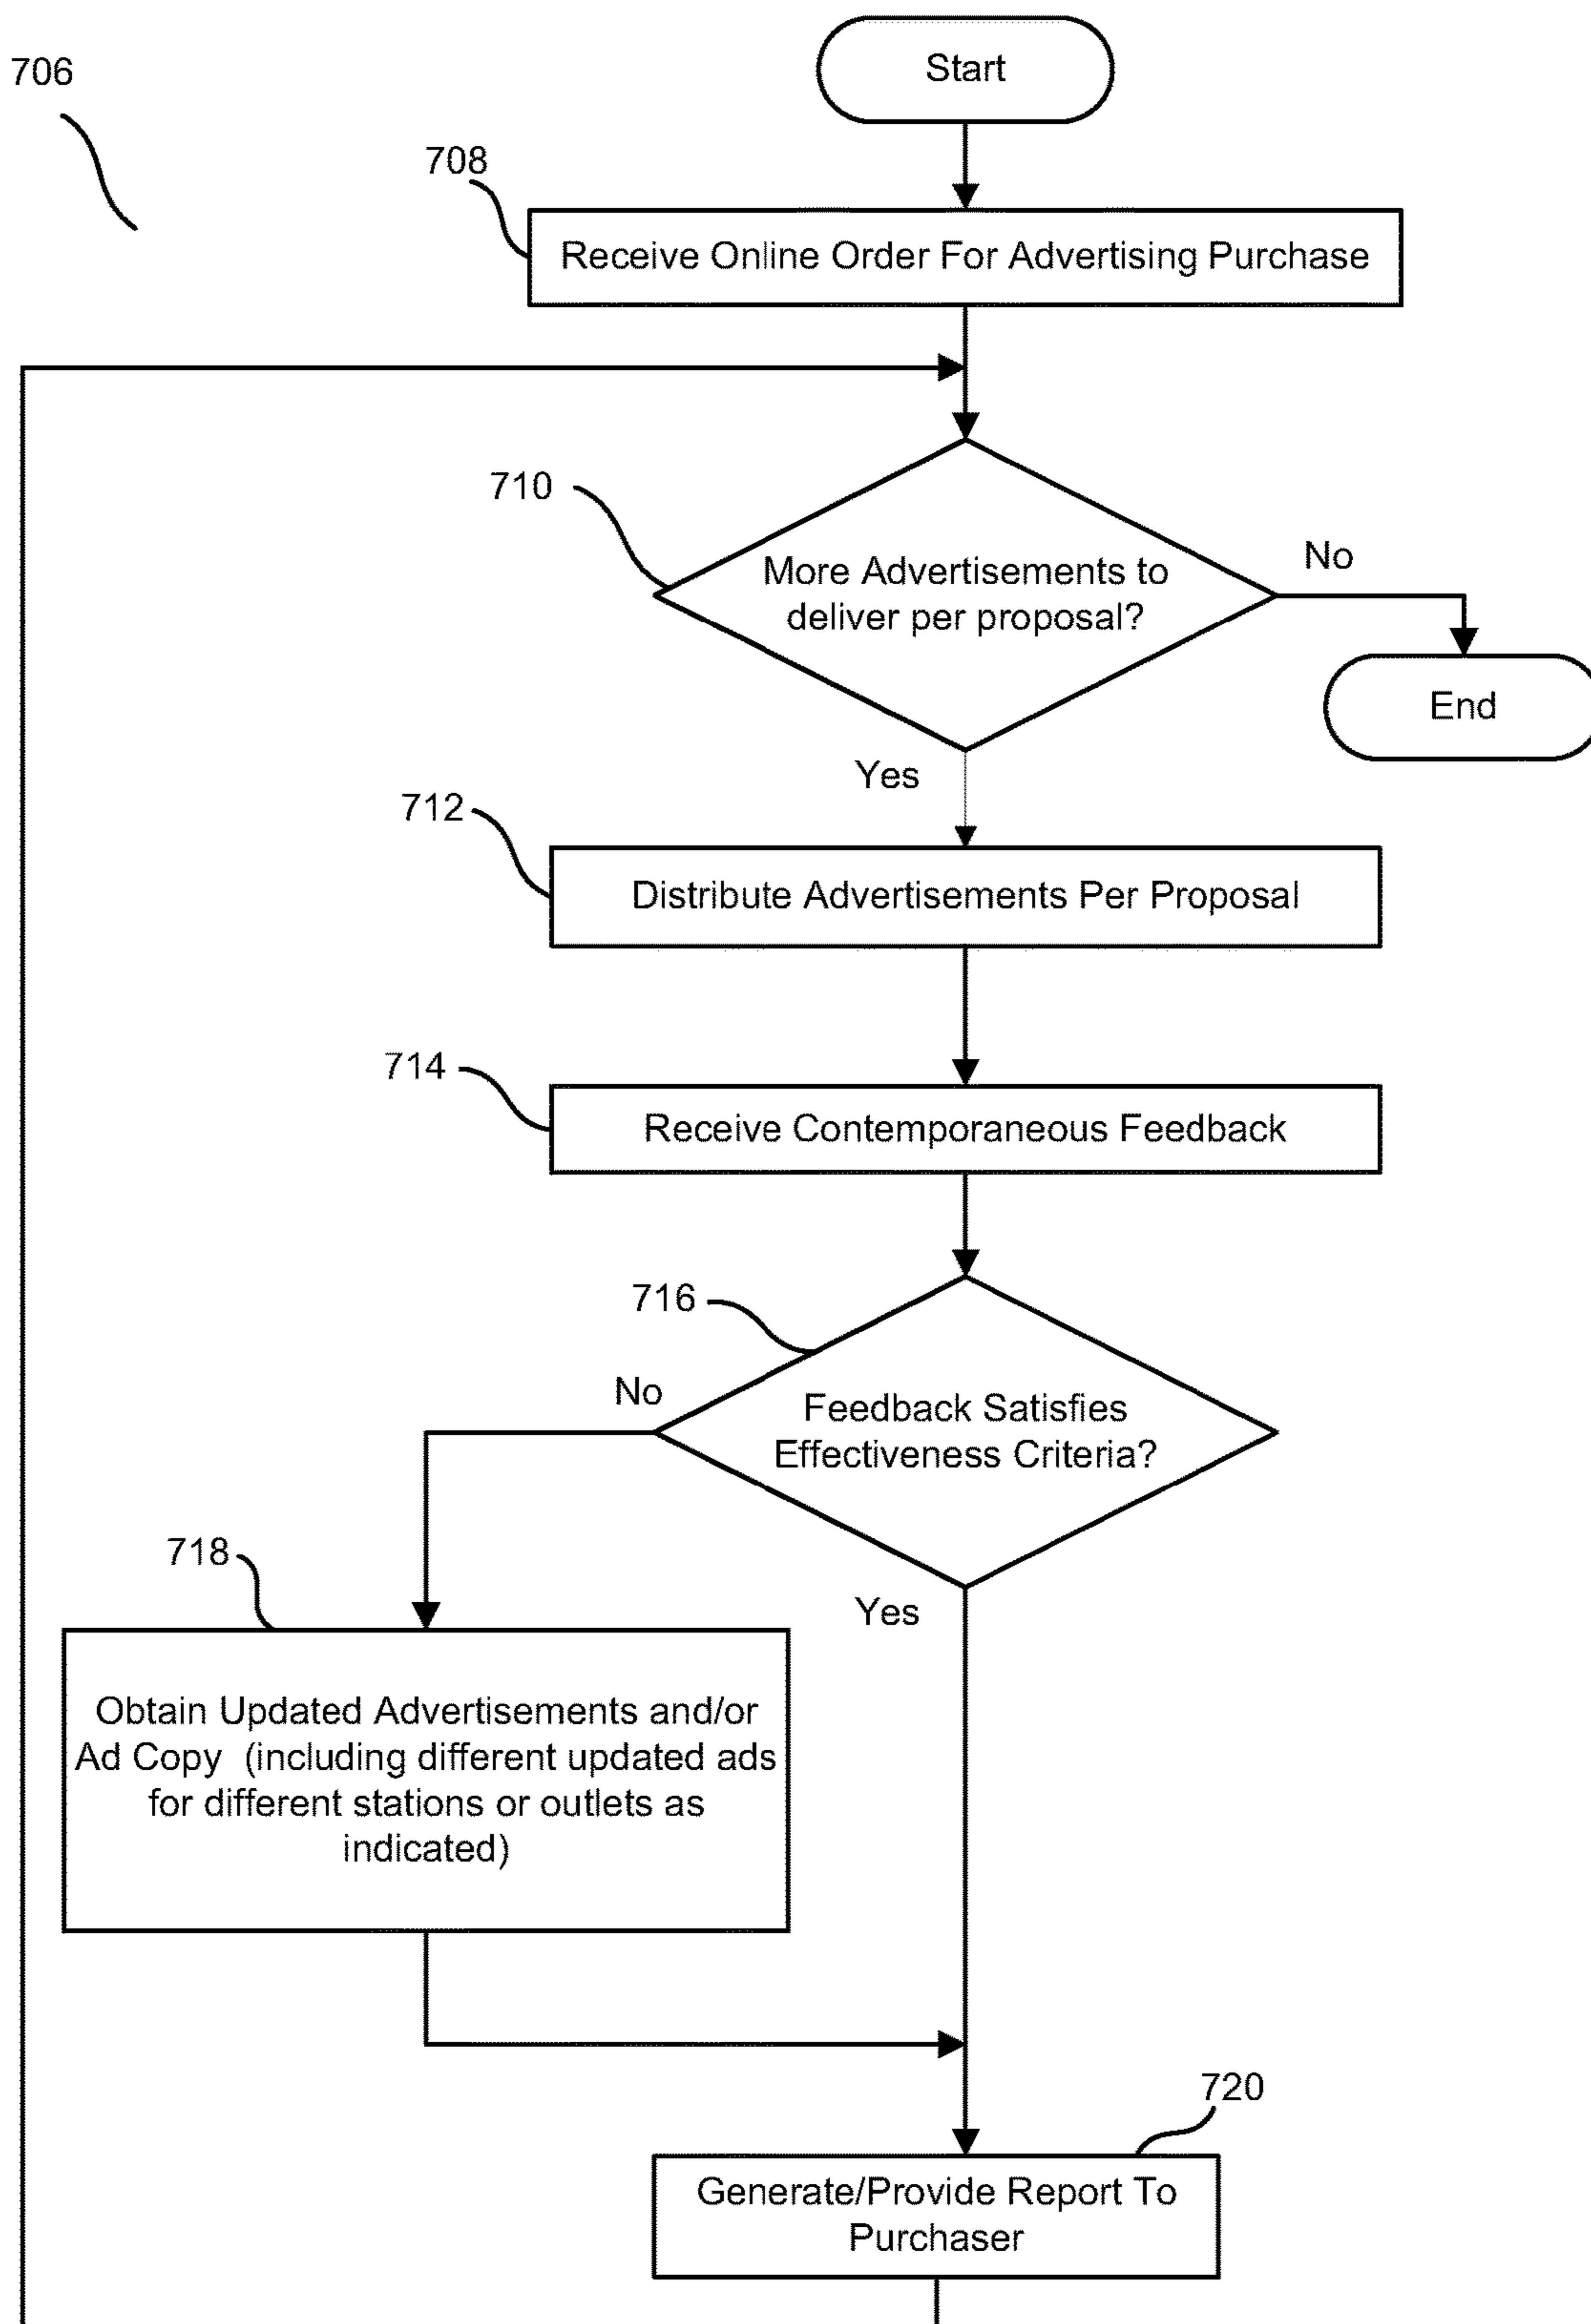 Start
706
708
Receive Online Order For Advertising Purchase
710
More Advertisements to
deliver per proposal?
No
End
Yes
712
Distribute Advertisements Per Proposal
714
Receive Contemporaneous Feedback
716
No
Feedback Satisfies
Effectiveness Criteria?
718
Yes
Obtain Updated Advertisements and/or
Ad Copy (including different updated ads
for different stations or outlets as
indicated)
720
Generate/Provide Report To
Purchaser